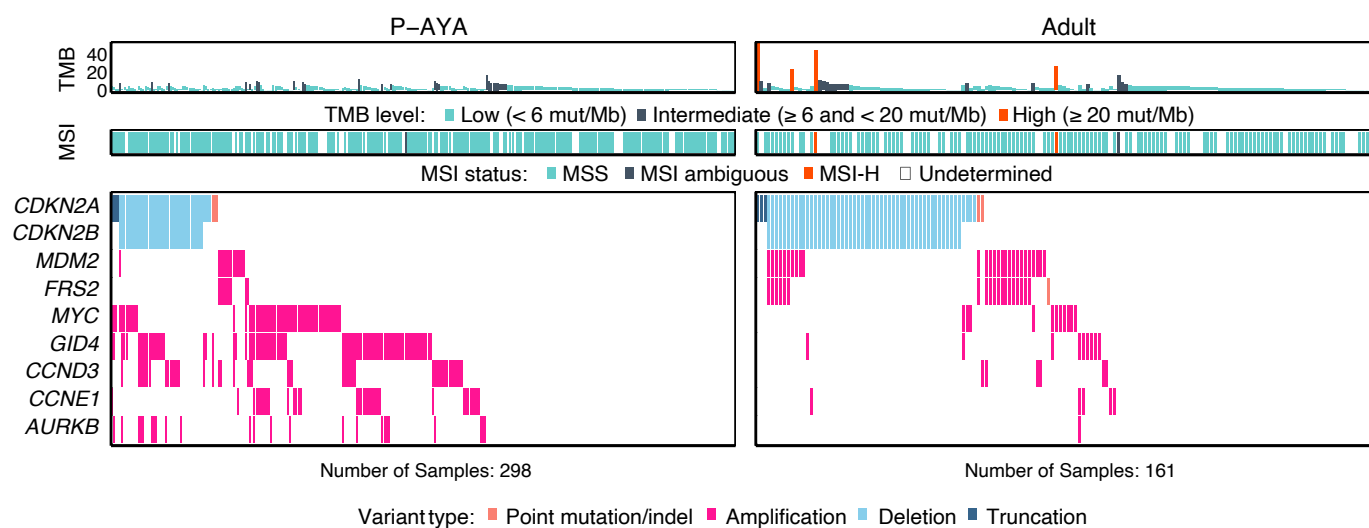 P−AYA Adult
TMB
40
20
0
TMB level: Low (< 6 mut/Mb) Intermediate (≥ 6 and < 20 mut/Mb) High (≥ 20 mut/Mb)
MSI
MSI status: MSS MSI ambiguous MSI-H Undetermined
CDKN2A
CDKN2B
MDM2
FRS2
MYC
GID4
CCND3
CCNE1
AURKB
Number of Samples: 298 Number of Samples: 161
Variant type: Point mutation/indel Amplification Deletion Truncation